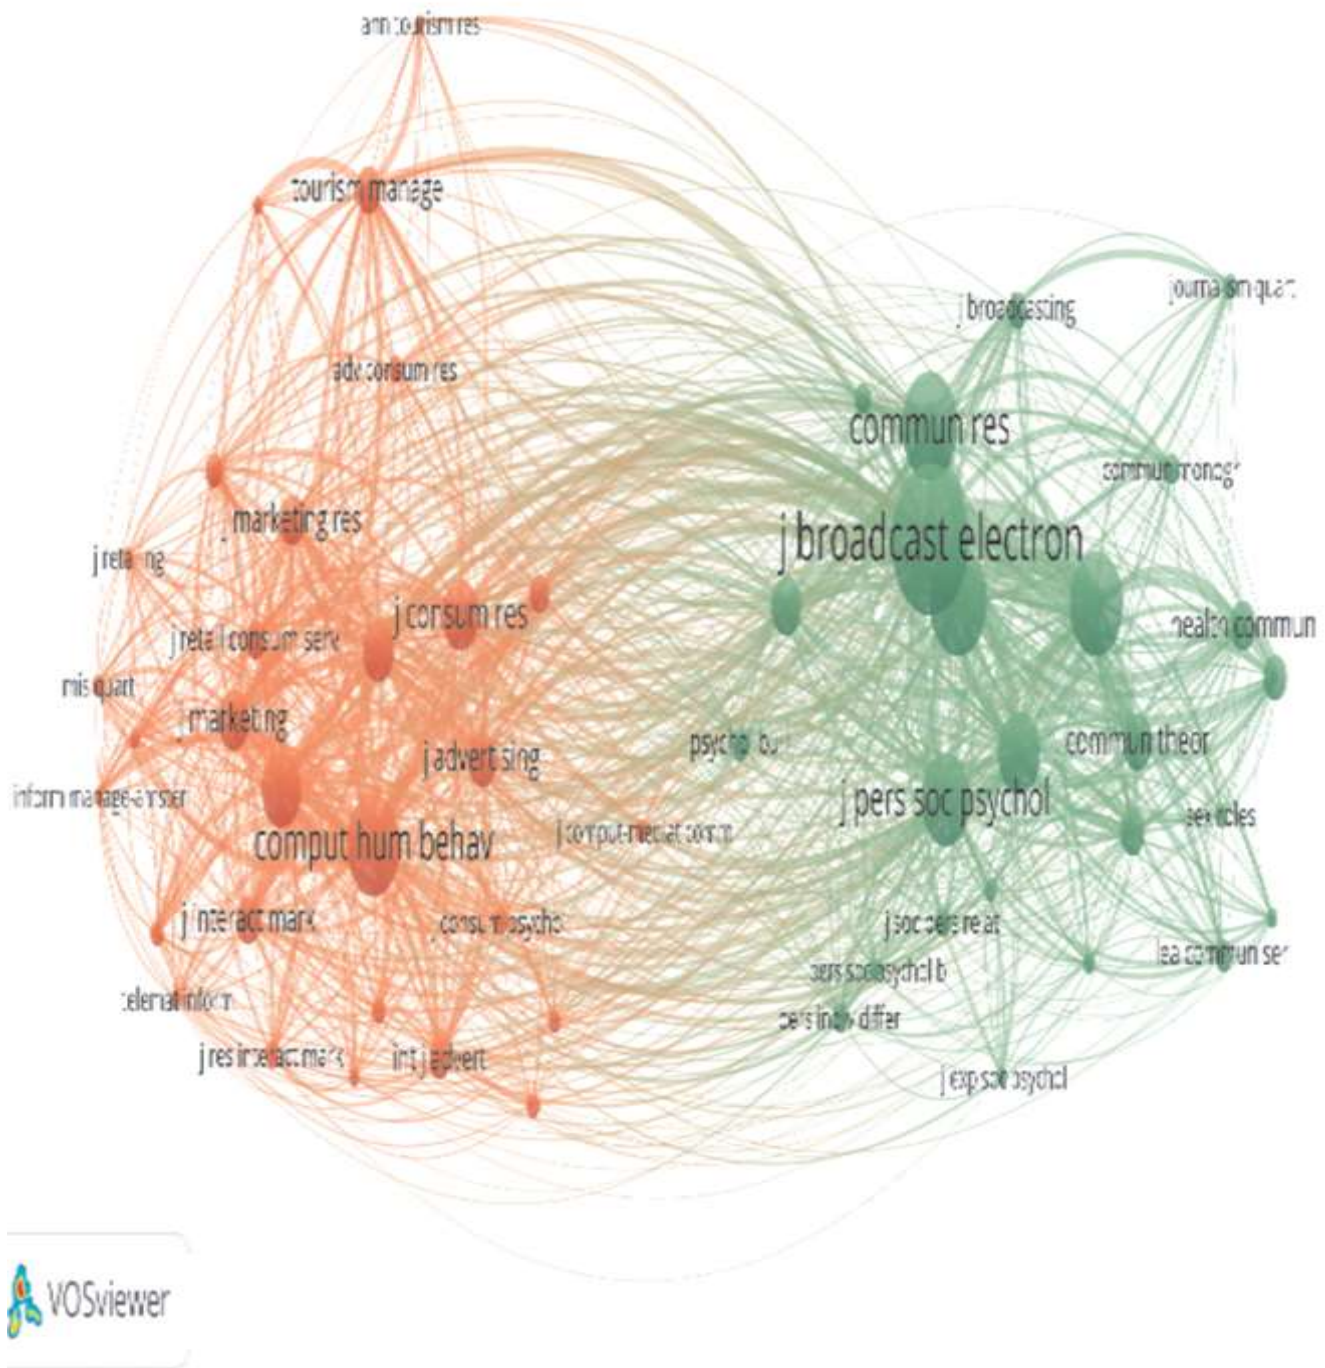 ann tourism res
tourism manage
j broadcasting
journalism quart
adv consum res
commun res
commun monogr
j marketing res
j broadcast electron
j retailing
j consum res
health commun
j retail consum serv
mis quart
j marketing
psychol bull
commun theor
j advertising
inform manage-amster
j pers soc psychol
sex roles
j comput-mediat comm
comput hum behav
j interact mark
j consum psychol
j soc pers relat
lea commun ser
pers soc psychol b
telemat inform
pers indiv differ
j res interact mark
int j advert
j exp soc psychol
VOSviewer